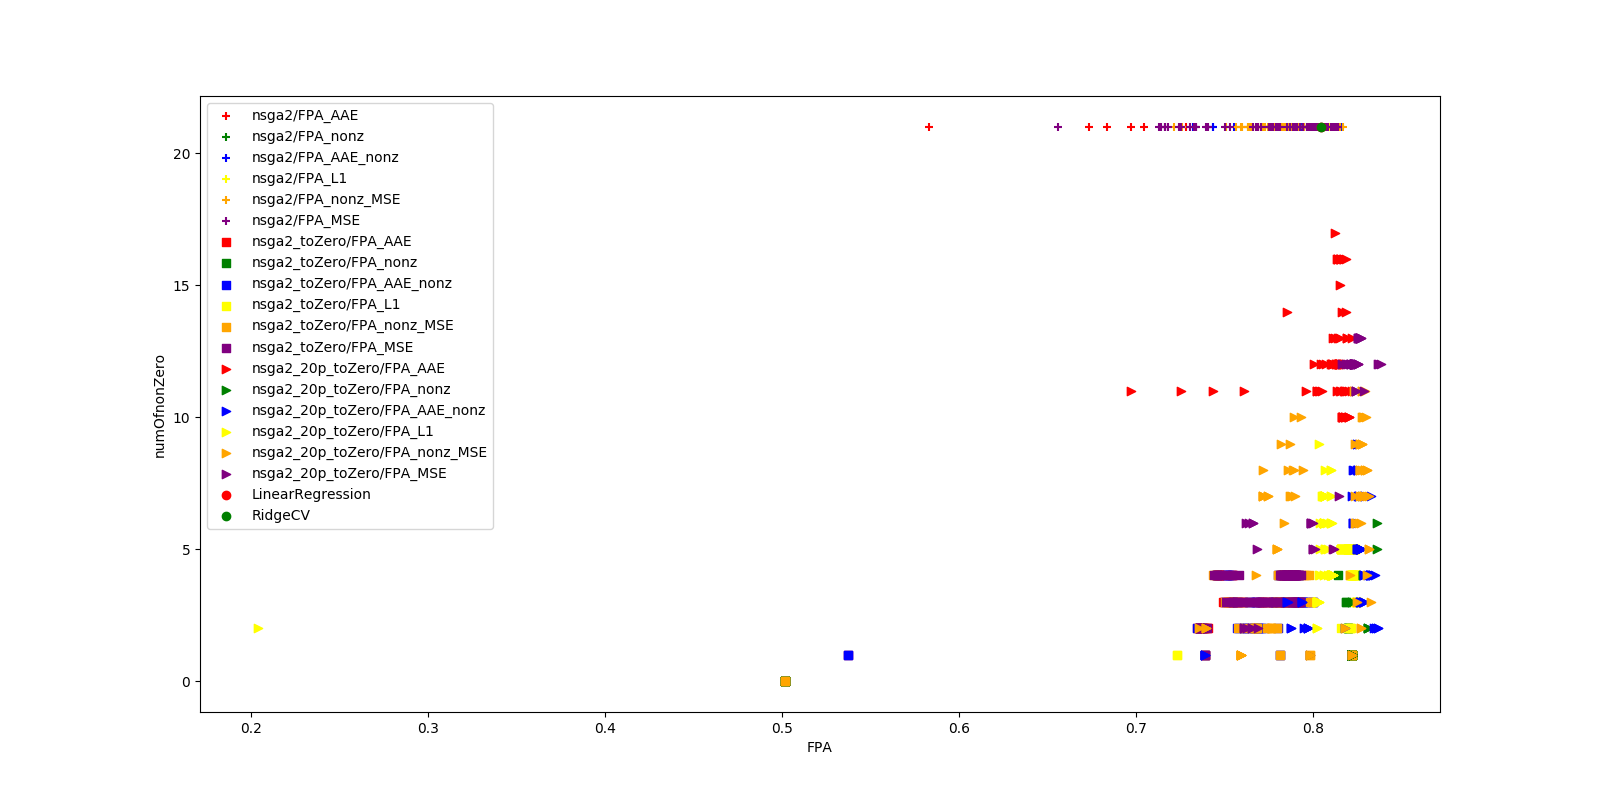 nsga2/FPA_AAE
nsga2/FPA_nonz
nsga2/FPA_AAE_nonz
nsga2/FPA_L1
nsga2/FPA_nonz_MSE
nsga2/FPA_MSE
nsga2_toZero/FPA_AAE
nsga2_toZero/FPA_nonz
nsga2_toZero/FPA_AAE_nonz
nsga2_toZero/FPA_L1
nsga2_toZero/FPA_nonz_MSE
nsga2_toZero/FPA_MSE
nsga2_20p_toZero/FPA_AAE
nsga2_20p_toZero/FPA_nonz
nsga2_20p_toZero/FPA_AAE_nonz
nsga2_20p_toZero/FPA_L1
nsga2_20p_toZero/FPA_nonz_MSE
nsga2_20p_toZero/FPA_MSE
LinearRegression
RidgeCV
numOfnonZero
20
15
10
5
0
0.2 0.3 0.4 0.5 0.6 0.7 0.8
FPA